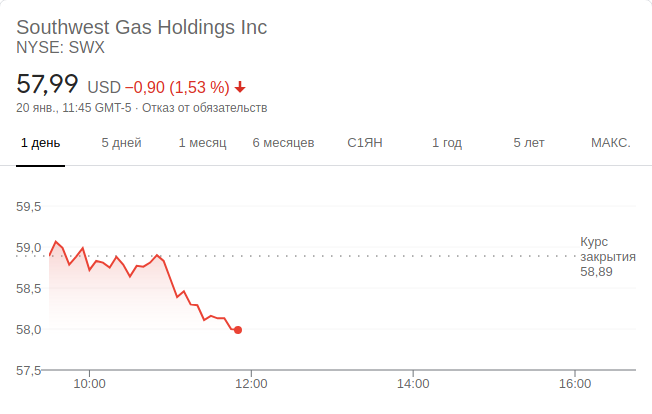 Southwest Gas Holdings Inc
NYSE: SWX
57,99 USD −0,90 (1,53 %)
20 янв., 11:45 GMT-5 · Отказ от обязательств
1 день 5 дней 1 месяц 6 месяцев С1ЯН 1 год 5 лет МАКС.
59,5
59,0
58,5
58,0
57,5
Курс
закрытия
58,89
10:00 12:00 14:00 16:00